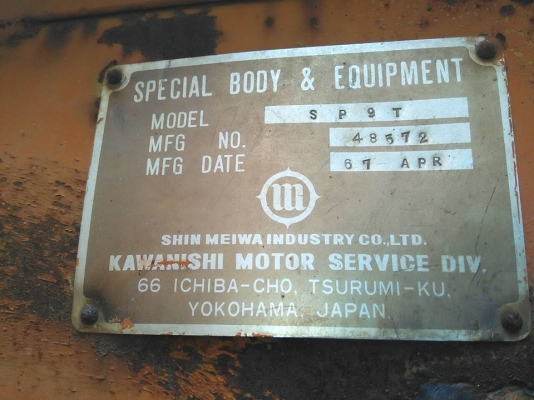 SPECIAL BODY & EQUIPMENT
MODEL SP9T
MFG NO. 48572
MFG DATE 67 APR
m
SHIN MEIWA INDUSTRY CO., LTD.
KAWANISHI MOTOR SERVICE DIV.
66 ICHIBA-CHO, TSURUMI-KU,
YOKOHAMA, JAPAN